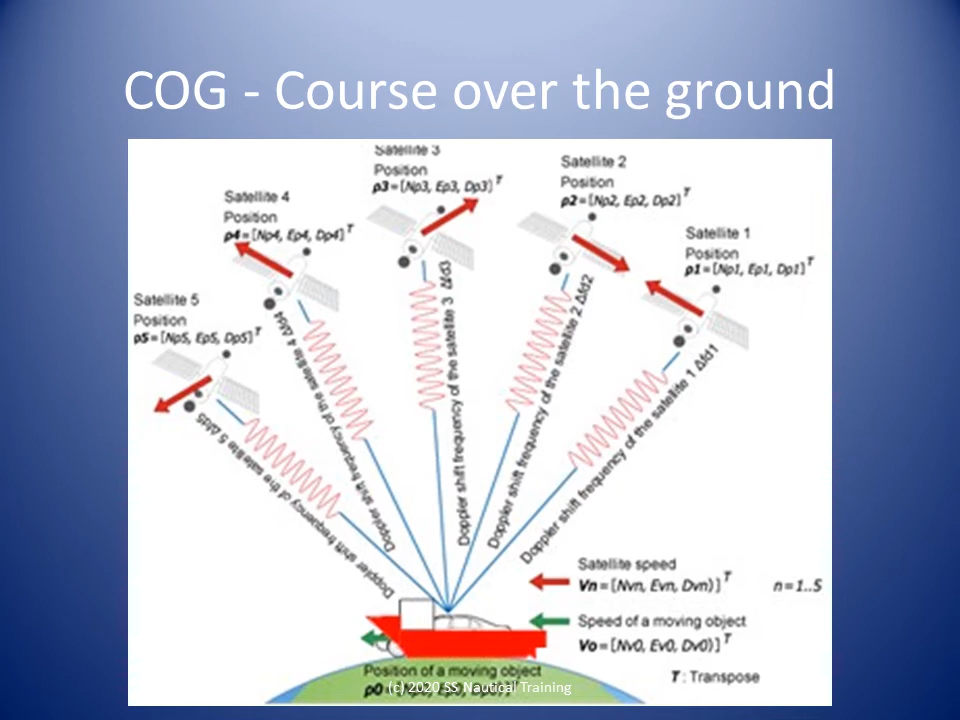 COG - Course over the ground
Satellite 3
Position
ρ3=[Np3, Ep3, Dp3]T
Satellite 2
Position
ρ2=[Np2, Ep2, Dp2]T
Satellite 4
Position
ρ4=[Np4, Ep4, Dp4]T
Satellite 1
Position
ρ1=[Np1, Ep1, Dp1]T
Satellite 5
Position
ρ5=[Np5, Ep5, Dp5]T
Doppler shift frequency of the satellite 5 Δfd5
Doppler shift frequency of the satellite 4 Δfd4
Doppler shift frequency of the satellite 3 Δfd3
Doppler shift frequency of the satellite 2 Δfd2
Doppler shift frequency of the satellite 1 Δfd1
Satellite speed
Vn=[Nvn, Evn, Dvn)]T n=1..5
Speed of a moving object
Vo=[Nv0, Ev0, Dv0)]T
Position of a moving object
ρ0
T: Transpose
(c) 2020 SS Nautical Training